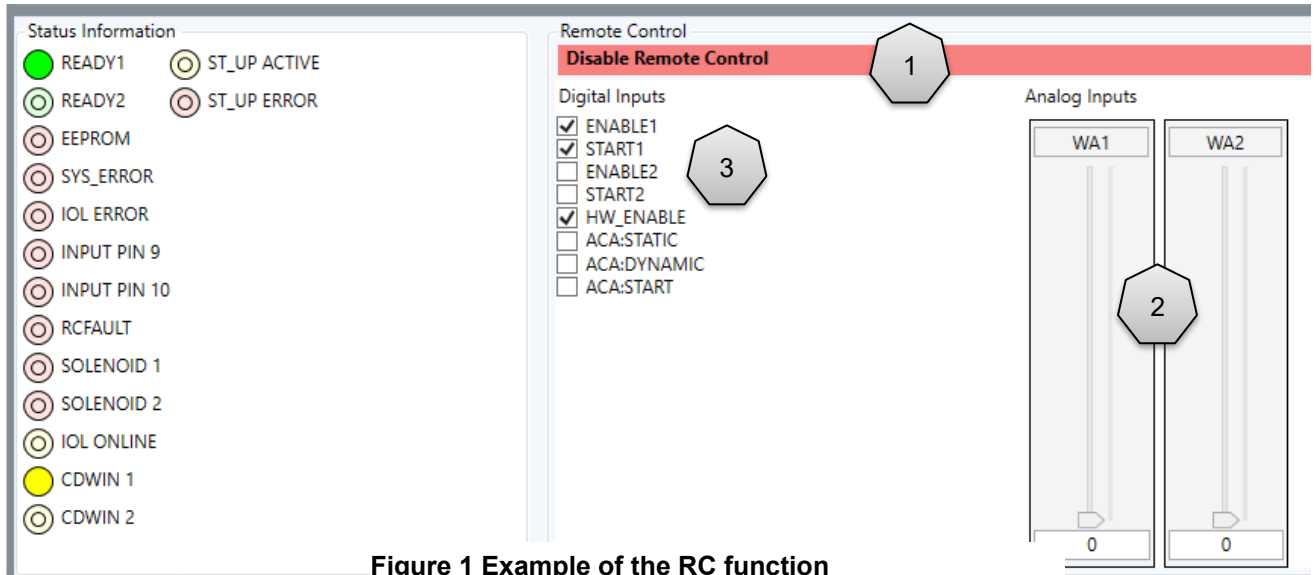 Status Information
READY1
ST_UP ACTIVE
READY2
ST_UP ERROR
EEPROM
SYS_ERROR
IOL ERROR
INPUT PIN 9
INPUT PIN 10
RCFAULT
SOLENOID 1
SOLENOID 2
IOL ONLINE
CDWIN 1
CDWIN 2
Remote Control
Disable Remote Control
1
Digital Inputs
ENABLE1
START1
ENABLE2
START2
HW_ENABLE
ACA:STATIC
ACA:DYNAMIC
ACA:START
3
Analog Inputs
WA1
WA2
2
0
0
Figure 1 Example of the RC function